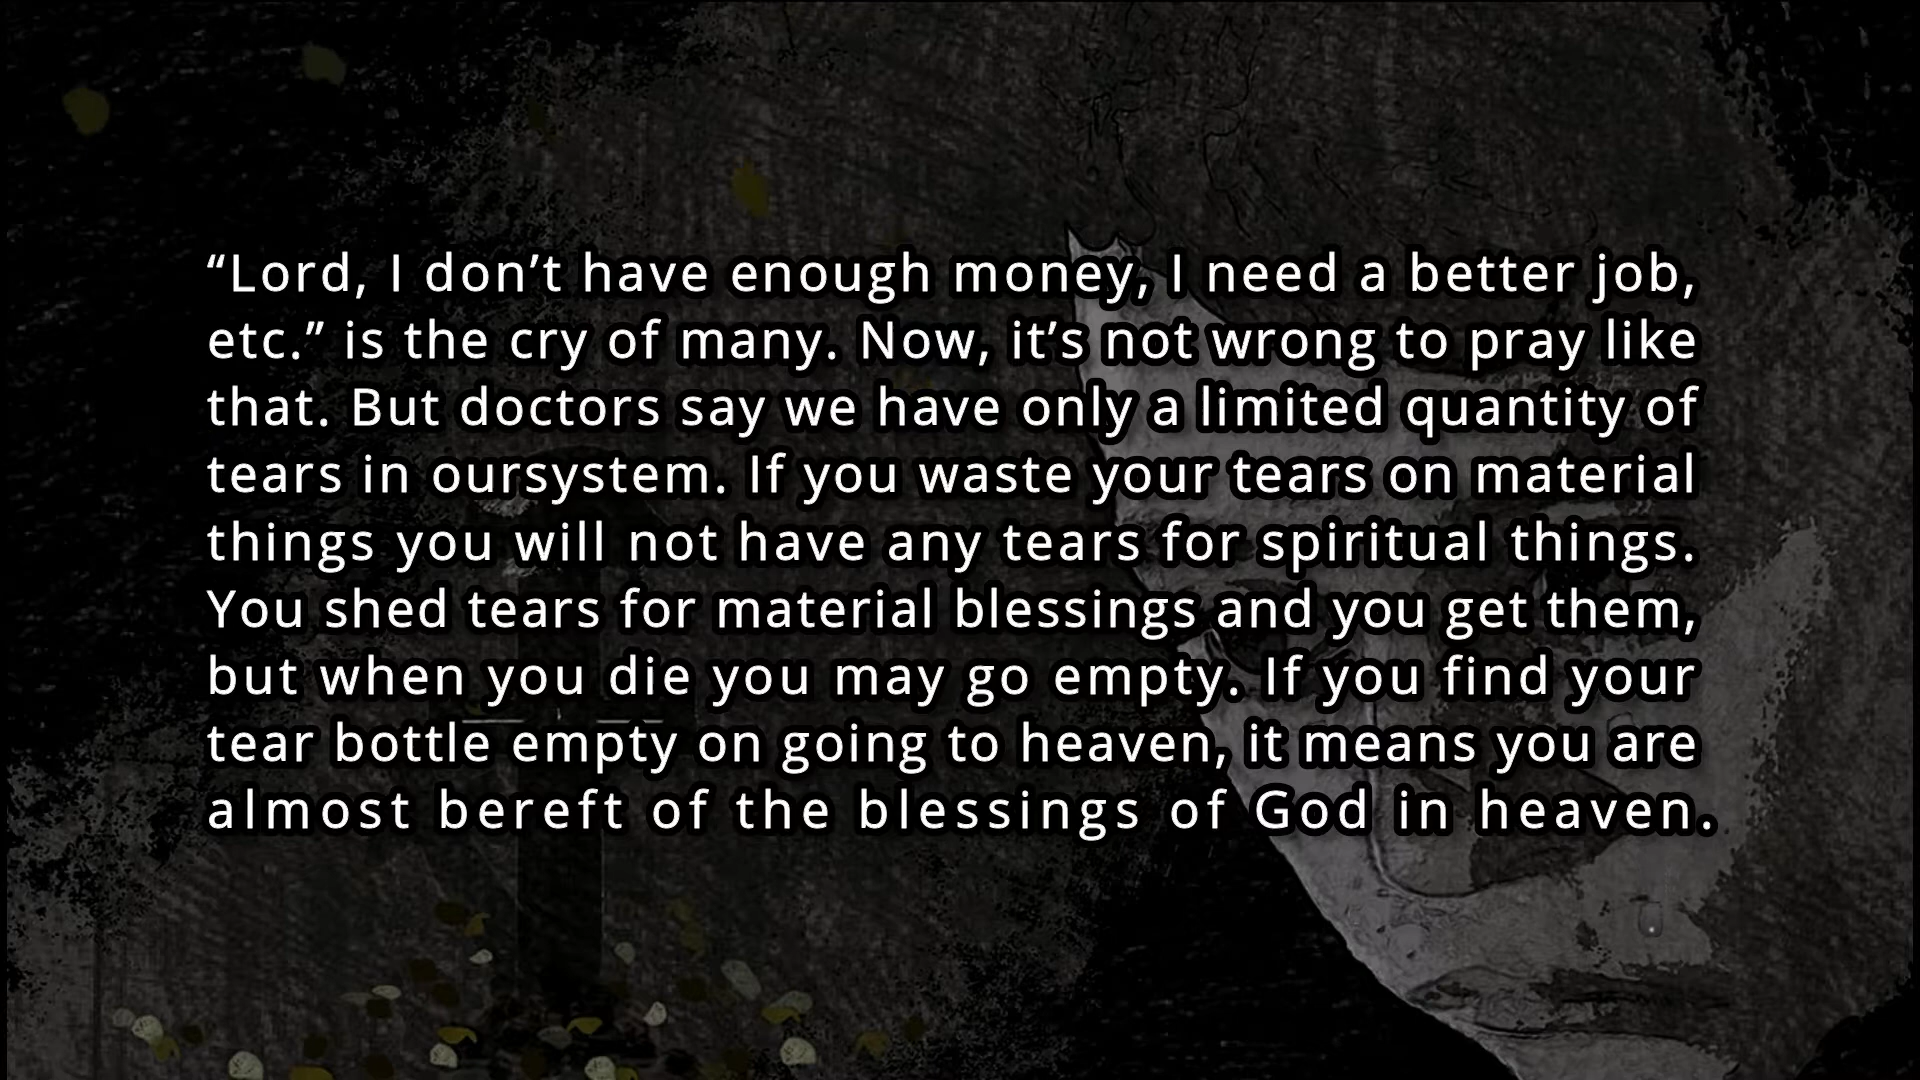 “Lord, I don’t have enough money, I need a better job,
etc.” is the cry of many. Now, it’s not wrong to pray like
that. But doctors say we have only a limited quantity of
tears in oursystem. If you waste your tears on material
things you will not have any tears for spiritual things.
You shed tears for material blessings and you get them,
but when you die you may go empty. If you find your
tear bottle empty on going to heaven, it means you are
almost bereft of the blessings of God in heaven.